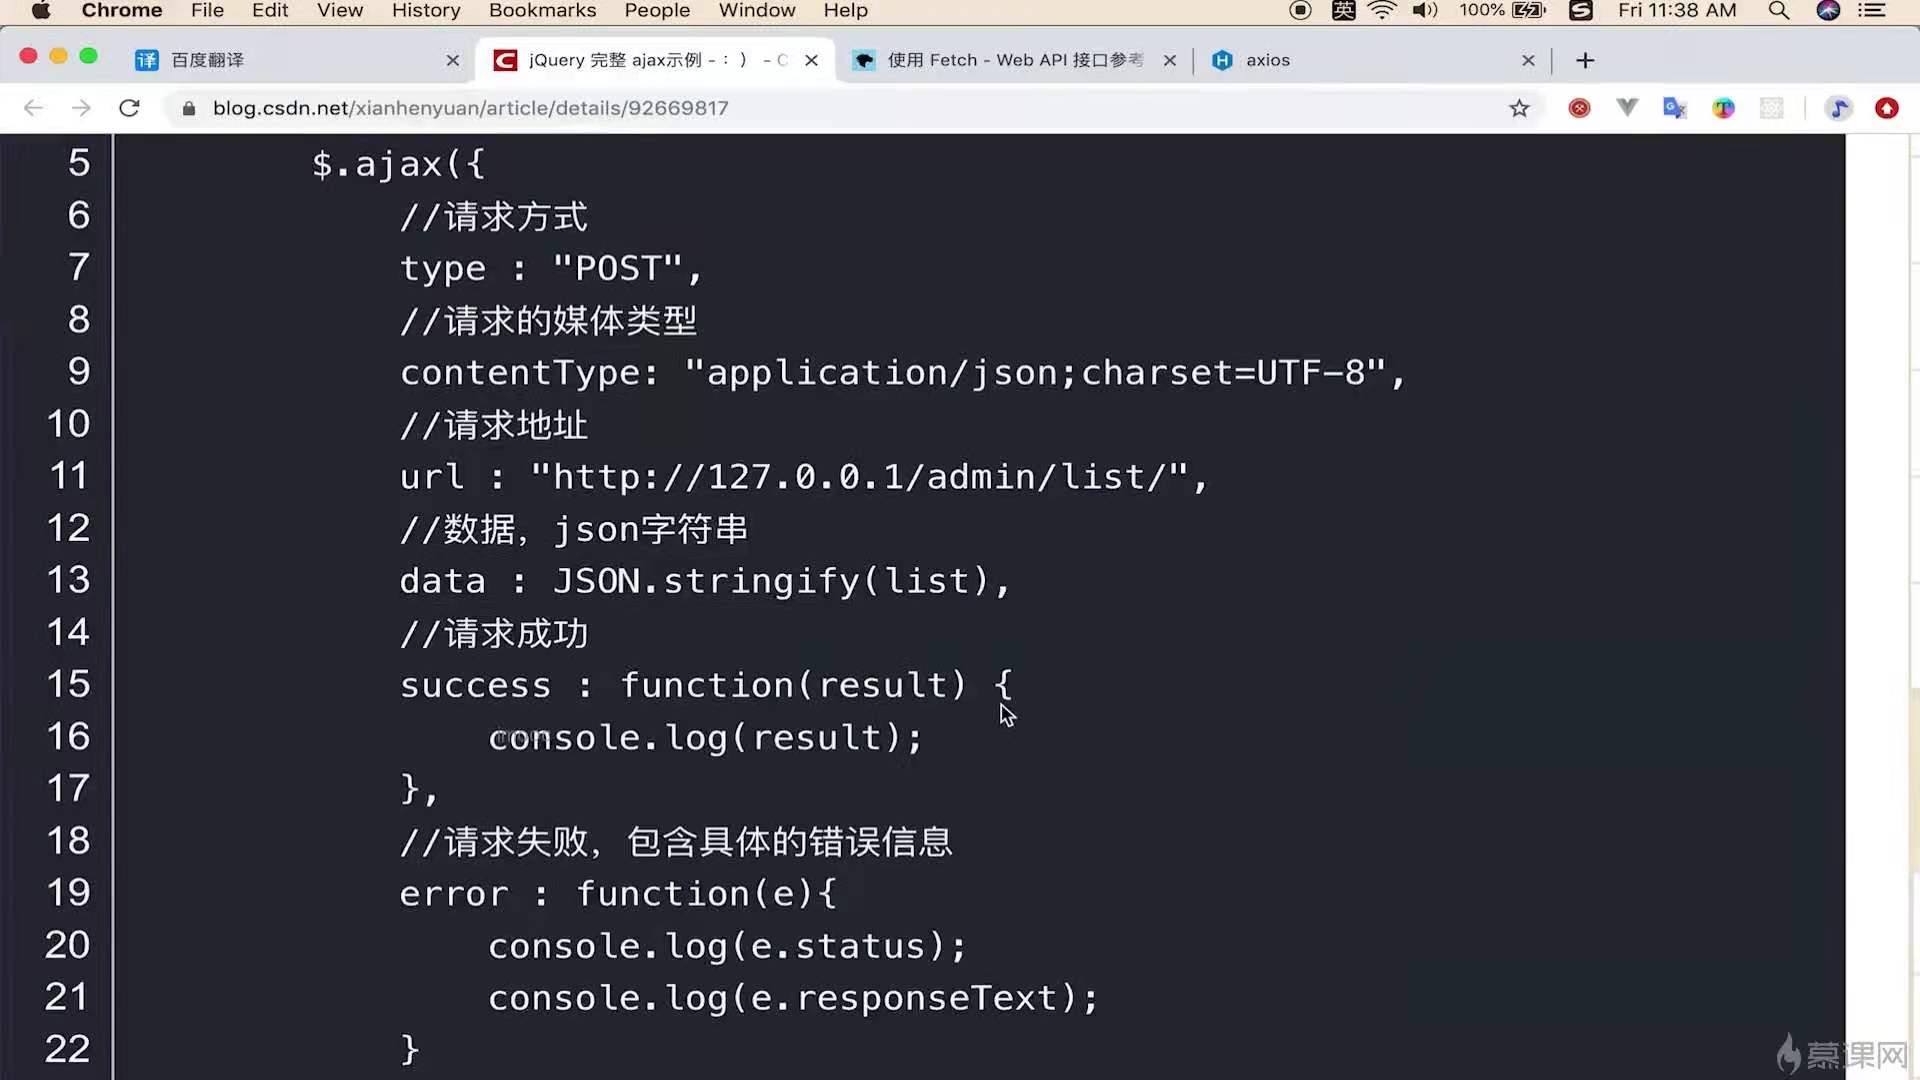 Chrome File Edit View History Bookmarks People Window Help 英 100% Fri 11:38 AM
译 百度翻译 jQuery 完整 ajax示例 - : ） - C 使用 Fetch - Web API 接口参考 axios
blog.csdn.net/xianhenyuan/article/details/92669817
5 $.ajax({
6 //请求方式
7 type : "POST",
8 //请求的媒体类型
9 contentType: "application/json;charset=UTF-8",
10 //请求地址
11 url : "http://127.0.0.1/admin/list/",
12 //数据，json字符串
13 data : JSON.stringify(list),
14 //请求成功
15 success : function(result) {
16 console.log(result);
17 },
18 //请求失败，包含具体的错误信息
19 error : function(e){
20 console.log(e.status);
21 console.log(e.responseText);
22 }
慕课网